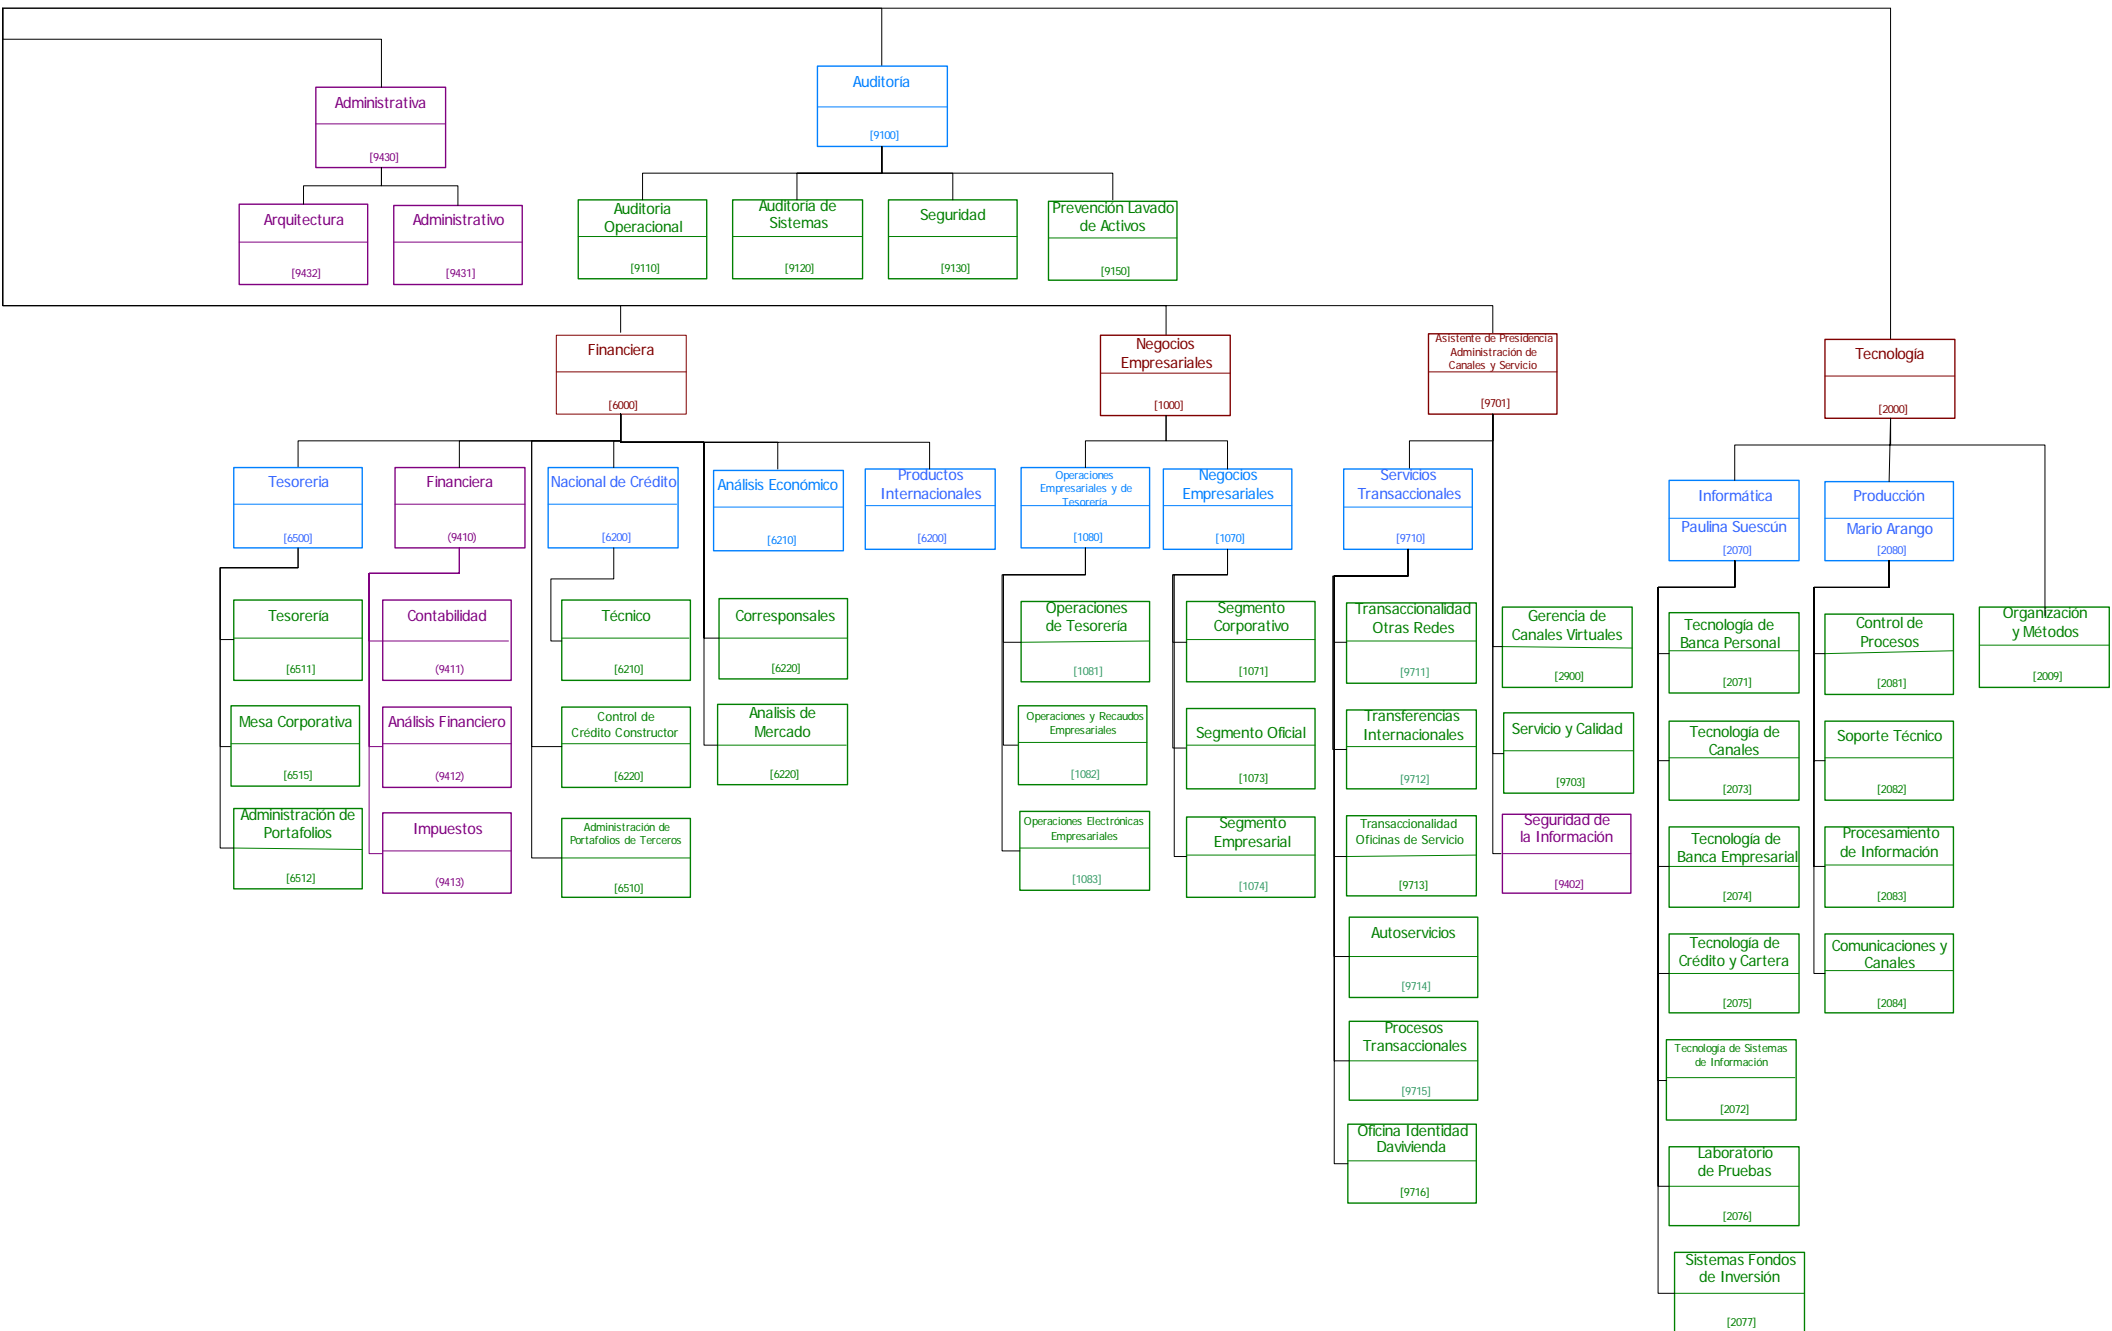 Auditoría
[9100]
Administrativa
[9430]
Arquitectura
[9432]
Administrativo
[9431]
Auditoria
Operacional
[9110]
Auditoría de
Sistemas
[9120]
Seguridad
[9130]
Prevención Lavado
de Activos
[9150]
Financiera
[6000]
Negocios
Empresariales
[1000]
Asistente de Presidencia
Administración de
Canales y Servicio
[9701]
Tecnología
[2000]
Tesoreria
[6500]
Financiera
(9410)
Nacional de Crédito
[6200]
Análisis Económico
[6210]
Productos
Internacionales
[6200]
Operaciones
Empresariales y de
Tesorería
[1080]
Negocios
Empresariales
[1070]
Servicios
Transaccionales
[9710]
Informática
Paulina Suescún
[2070]
Producción
Mario Arango
[2080]
Tesorería
[6511]
Mesa Corporativa
[6515]
Administración de
Portafolios
[6512]
Contabilidad
(9411)
Análisis Financiero
(9412)
Impuestos
(9413)
Técnico
[6210]
Control de
Crédito Constructor
[6220]
Administración de
Portafolios de Terceros
[6510]
Corresponsales
[6220]
Analisis de
Mercado
[6220]
Operaciones
de Tesorería
[1081]
Operaciones y Recaudos
Empresariales
[1082]
Operaciones Electrónicas
Empresariales
[1083]
Segmento
Corporativo
[1071]
Segmento Oficial
[1073]
Segmento
Empresarial
[1074]
Transaccionalidad
Otras Redes
[9711]
Transferencias
Internacionales
[9712]
Transaccionalidad
Oficinas de Servicio
[9713]
Autoservicios
[9714]
Procesos
Transaccionales
[9715]
Oficina Identidad
Davivienda
[9716]
Gerencia de
Canales Virtuales
[2900]
Servicio y Calidad
[9703]
Seguridad de
la Información
[9402]
Tecnología de
Banca Personal
[2071]
Tecnología de
Canales
[2073]
Tecnología de
Banca Empresarial
[2074]
Tecnología de
Crédito y Cartera
[2075]
Tecnología de Sistemas
de Información
[2072]
Laboratorio
de Pruebas
[2076]
Sistemas Fondos
de Inversión
[2077]
Control de
Procesos
[2081]
Soporte Técnico
[2082]
Procesamiento
de Información
[2083]
Comunicaciones y
Canales
[2084]
Organización
y Métodos
[2009]